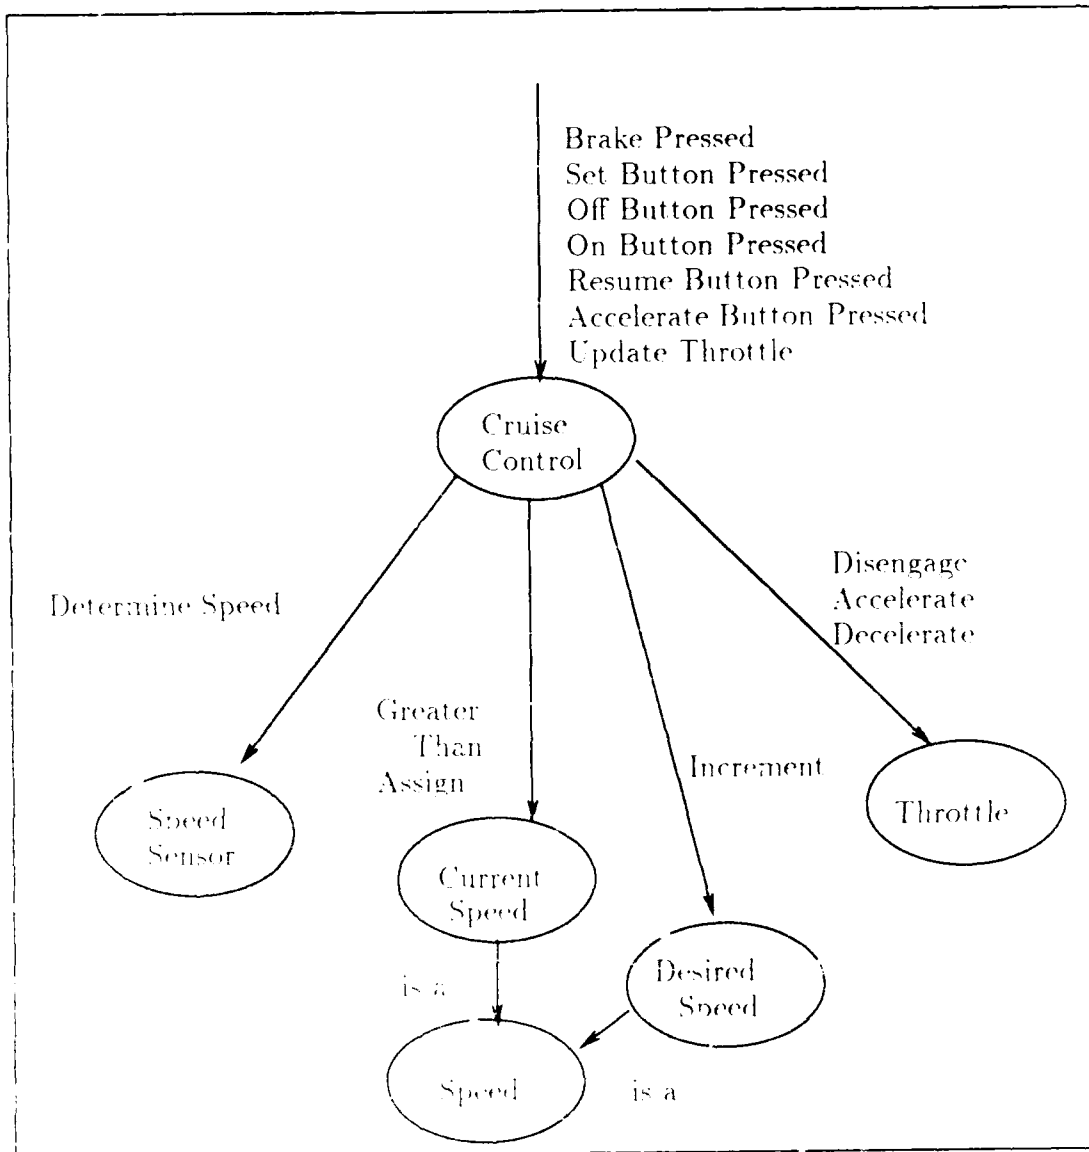 Brake Pressed
Set Button Pressed
Off Button Pressed
On Button Pressed
Resume Button Pressed
Accelerate Button Pressed
Update Throttle
Cruise
Control
Determine Speed
Disengage
Accelerate
Decelerate
Greater
Than
Assign
Increment
Speed
Sensor
Throttle
Current
Speed
Desired
Speed
is a
Speed
is a